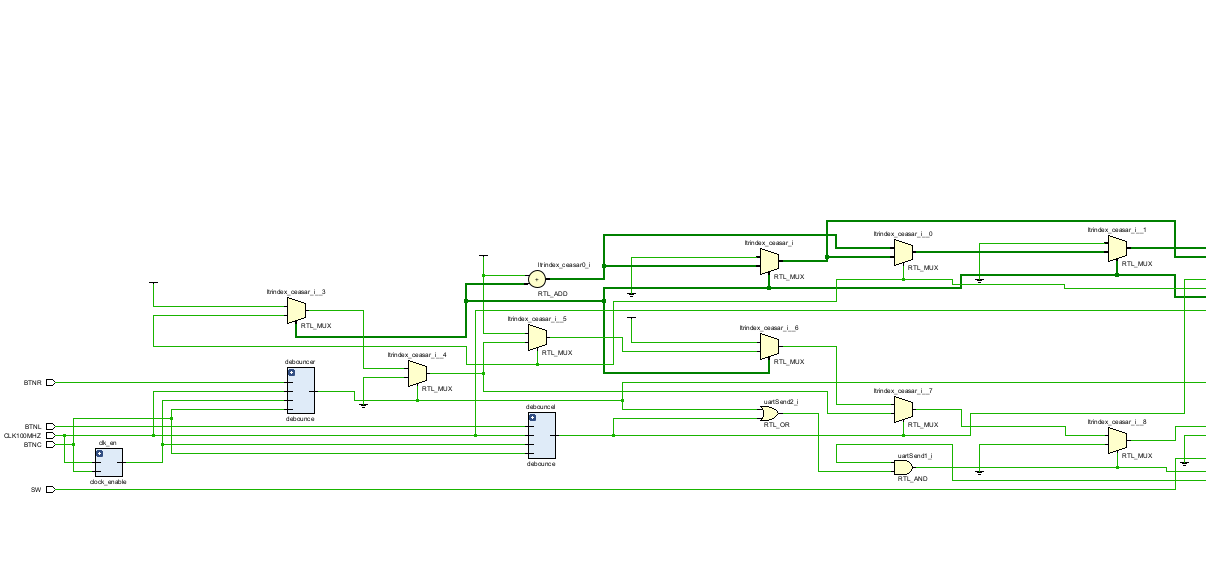 ltrindex_ceasar_i__1
ltrindex_ceasar_i__0
ltrindex_ceasar_i
RTL_MUX
RTL_MUX
RTL_MUX
ltrindex_ceasar0_i
+
RTL_ADD
ltrindex_ceasar_i__3
RTL_MUX
ltrindex_ceasar_i__5
RTL_MUX
ltrindex_ceasar_i__6
RTL_MUX
ltrindex_ceasar_i__4
RTL_MUX
debouncer
debounce
BTNR
ltrindex_ceasar_i__7
RTL_MUX
uartSend2_i
RTL_OR
debouncel
debounce
ltrindex_ceasar_i__8
RTL_MUX
BTNL
CLK100MHZ
BTNC
clk_en
clock_enable
uartSend1_i
RTL_AND
SW